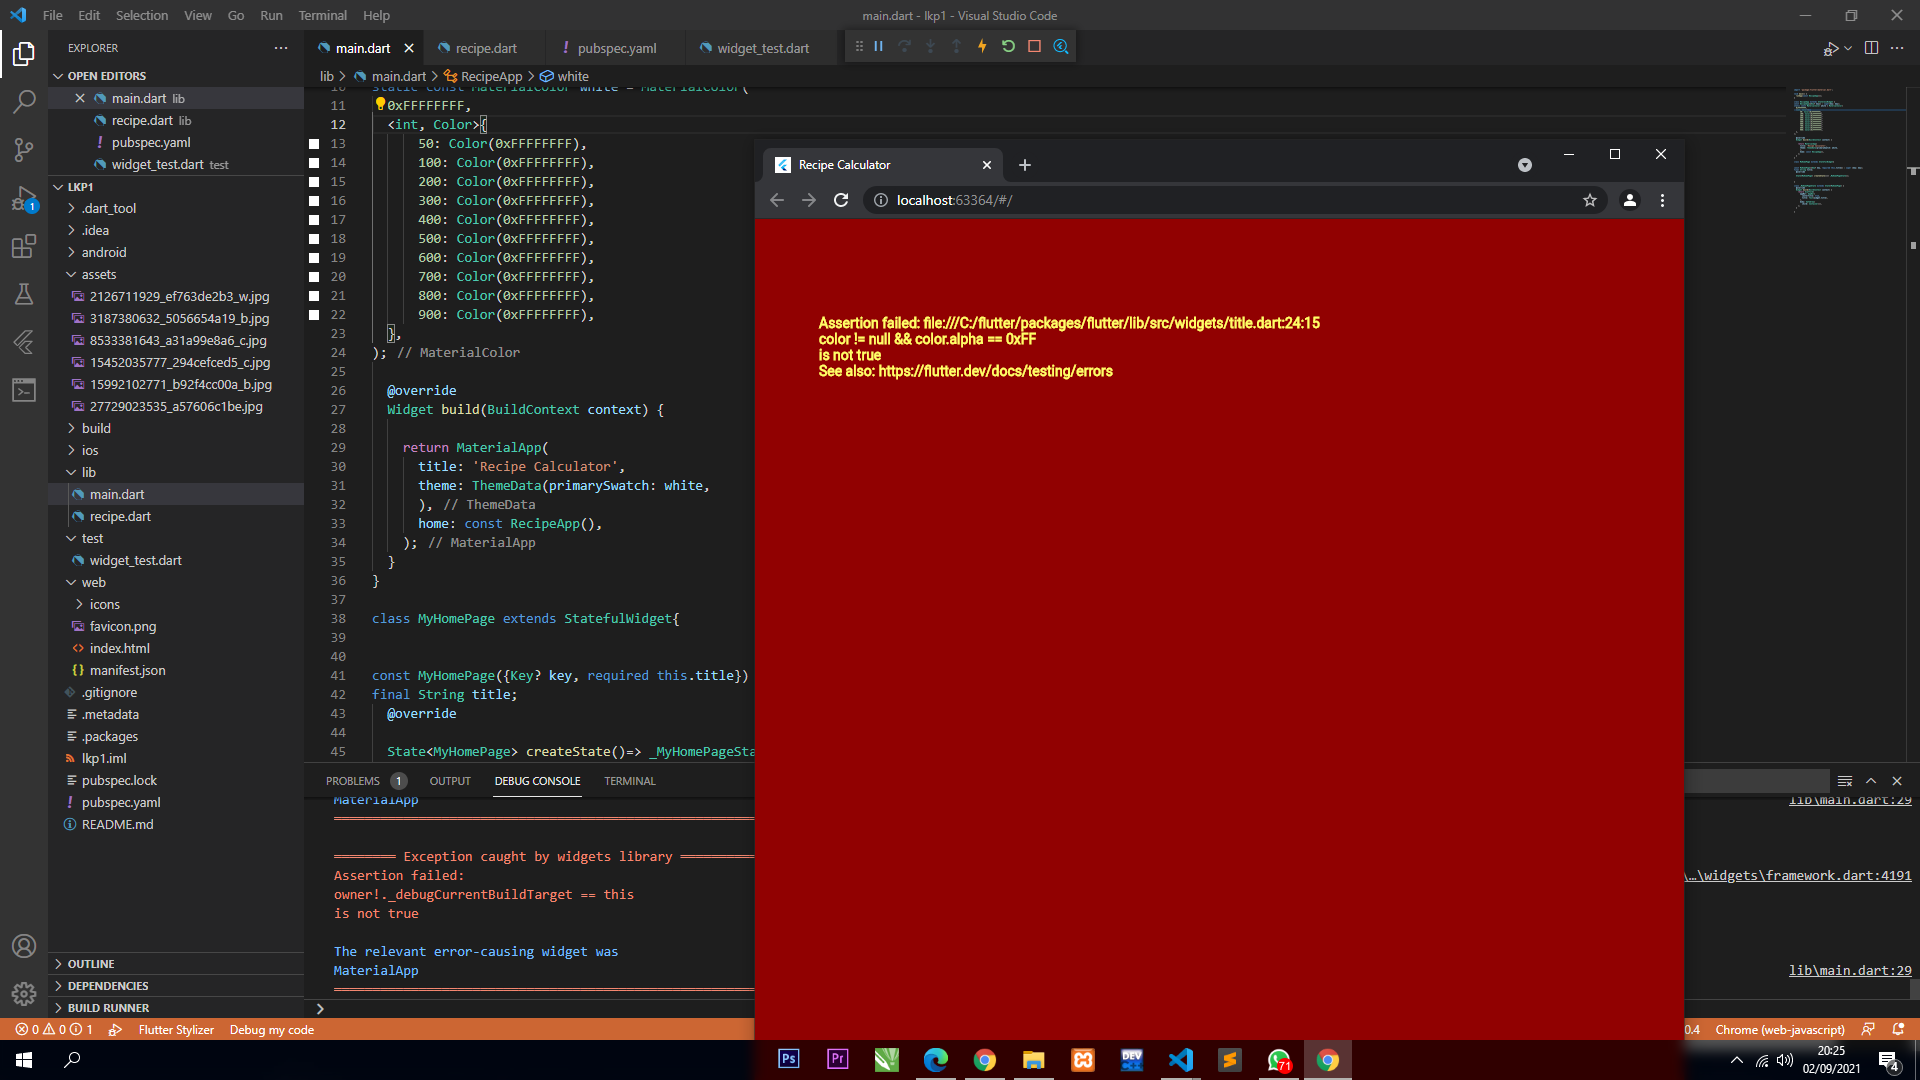 File Edit Selection View Go Run Terminal Help
main.dart - lkp1 - Visual Studio Code
EXPLORER
OPEN EDITORS
main.dart lib
recipe.dart lib
! pubspec.yaml
widget_test.dart test
LKP1
.dart_tool
.idea
android
assets
2126711929_ef763de2b3_w.jpg
3187380632_5056654a19_b.jpg
8533381643_a31a99e8a6_c.jpg
15452035777_294cefced5_c.jpg
15992102771_b92f4cc00a_b.jpg
27729023535_a57606c1be.jpg
build
ios
lib
main.dart
recipe.dart
test
widget_test.dart
web
icons
favicon.png
<> index.html
{} manifest.json
.gitignore
.metadata
.packages
lkp1.iml
pubspec.lock
! pubspec.yaml
README.md
OUTLINE
DEPENDENCIES
BUILD RUNNER
1
main.dart
recipe.dart
! pubspec.yaml
widget_test.dart
lib > main.dart > RecipeApp > white
10 static const MaterialColor white = MaterialColor(
11 0xFFFFFFFF,
12 <int, Color>{
13 50: Color(0xFFFFFFFF),
14 100: Color(0xFFFFFFFF),
15 200: Color(0xFFFFFFFF),
16 300: Color(0xFFFFFFFF),
17 400: Color(0xFFFFFFFF),
18 500: Color(0xFFFFFFFF),
19 600: Color(0xFFFFFFFF),
20 700: Color(0xFFFFFFFF),
21 800: Color(0xFFFFFFFF),
22 900: Color(0xFFFFFFFF),
23 },
24 ); // MaterialColor
25
26 @override
27 Widget build(BuildContext context) {
28
29 return MaterialApp(
30 title: 'Recipe Calculator',
31 theme: ThemeData(primarySwatch: white,
32 ), // ThemeData
33 home: const RecipeApp(),
34 ); // MaterialApp
35 }
36 }
37
38 class MyHomePage extends StatefulWidget{
39
40
41 const MyHomePage({Key? key, required this.title})
42 final String title;
43 @override
44
45 State<MyHomePage> createState()=> _MyHomePageSta
PROBLEMS 1 OUTPUT DEBUG CONSOLE TERMINAL
MaterialApp
lib\main.dart:29
Exception caught by widgets library
Assertion failed:
\…\widgets\framework.dart:4191
owner!._debugCurrentBuildTarget == this
is not true
The relevant error-causing widget was
MaterialApp
lib\main.dart:29
Recipe Calculator
localhost:63364/#/
Assertion failed: file:///C:/flutter/packages/flutter/lib/src/widgets/title.dart:24:15
color != null && color.alpha == 0xFF
is not true
See also: https://flutter.dev/docs/testing/errors
0 0 1 Flutter Stylizer Debug my code
0.4 Chrome (web-javascript)
Ps Pr DEV 71
20:25
02/09/2021
4